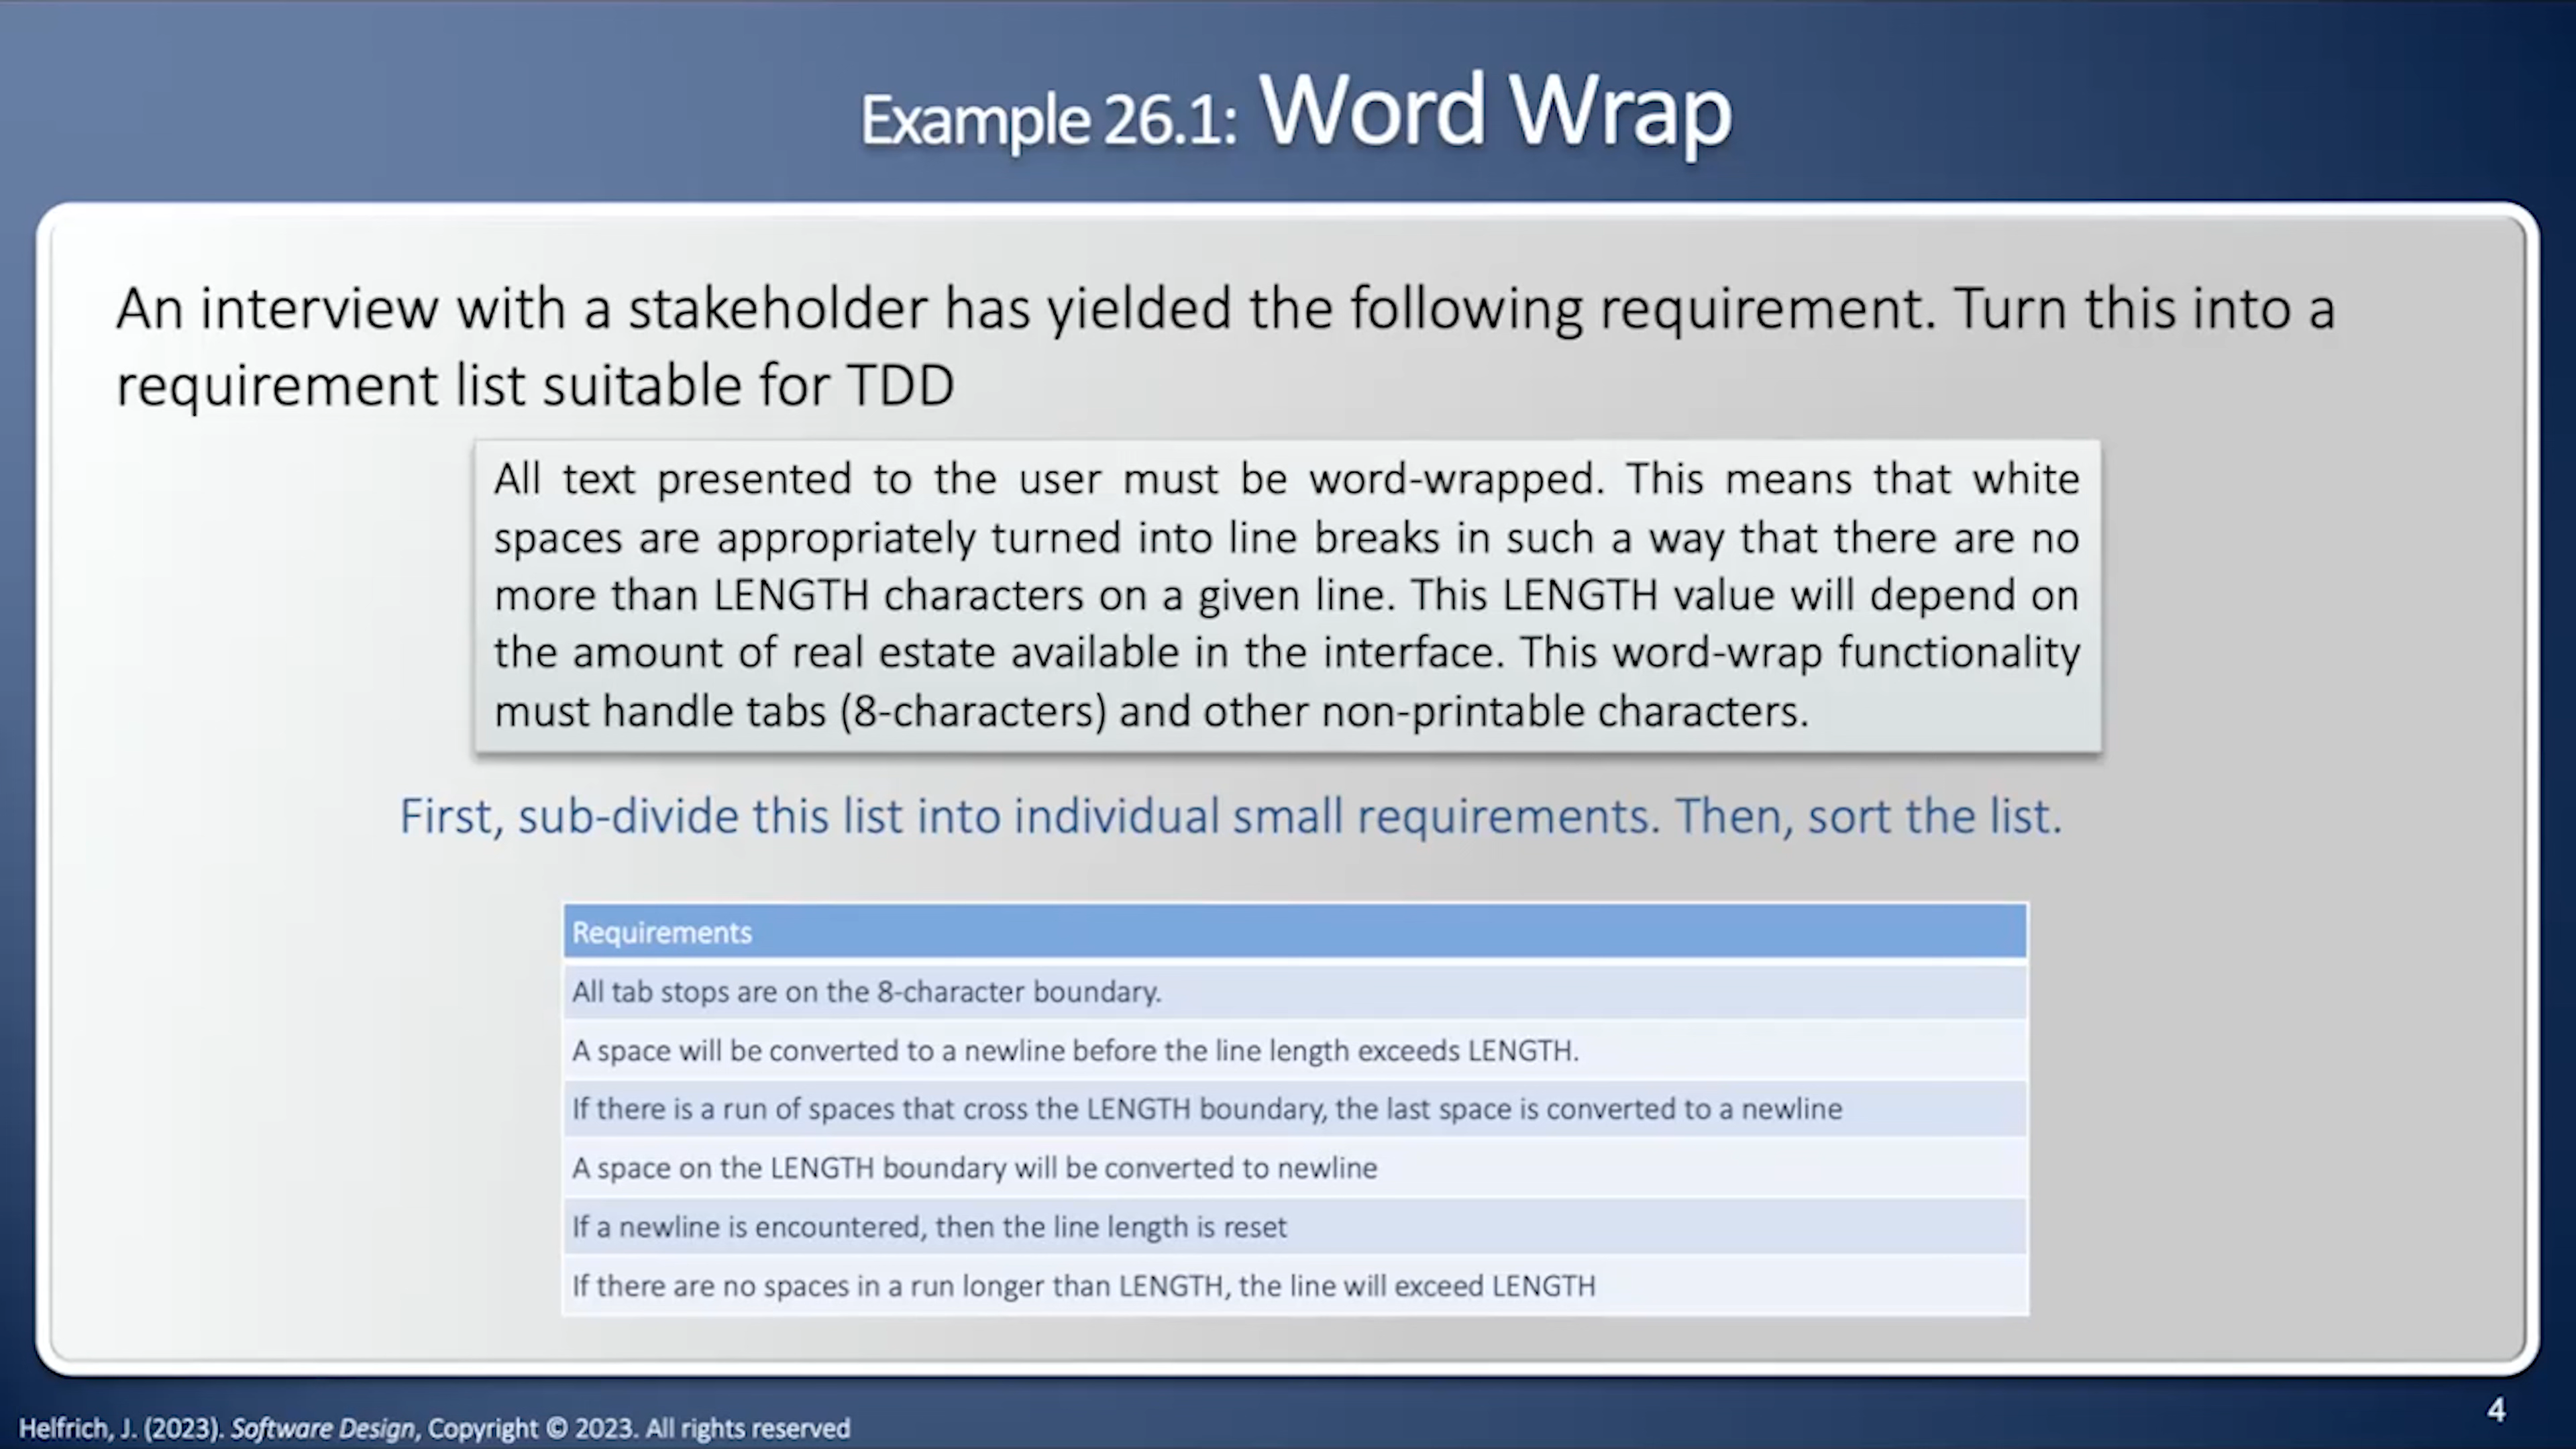 Example 26.1: Word Wrap
An interview with a stakeholder has yielded the following requirement. Turn this into a
requirement list suitable for TDD
All text presented to the user must be word-wrapped. This means that white
spaces are appropriately turned into line breaks in such a way that there are no
more than LENGTH characters on a given line. This LENGTH value will depend on
the amount of real estate available in the interface. This word-wrap functionality
must handle tabs (8-characters) and other non-printable characters.
First, sub-divide this list into individual small requirements. Then, sort the list.
Requirements
All tab stops are on the 8-character boundary.
A space will be converted to a newline before the line length exceeds LENGTH.
If there is a run of spaces that cross the LENGTH boundary, the last space is converted to a newline
A space on the LENGTH boundary will be converted to newline
If a newline is encountered, then the line length is reset
If there are no spaces in a run longer than LENGTH, the line will exceed LENGTH
Helfrich, J. (2023). Software Design, Copyright © 2023. All rights reserved
4